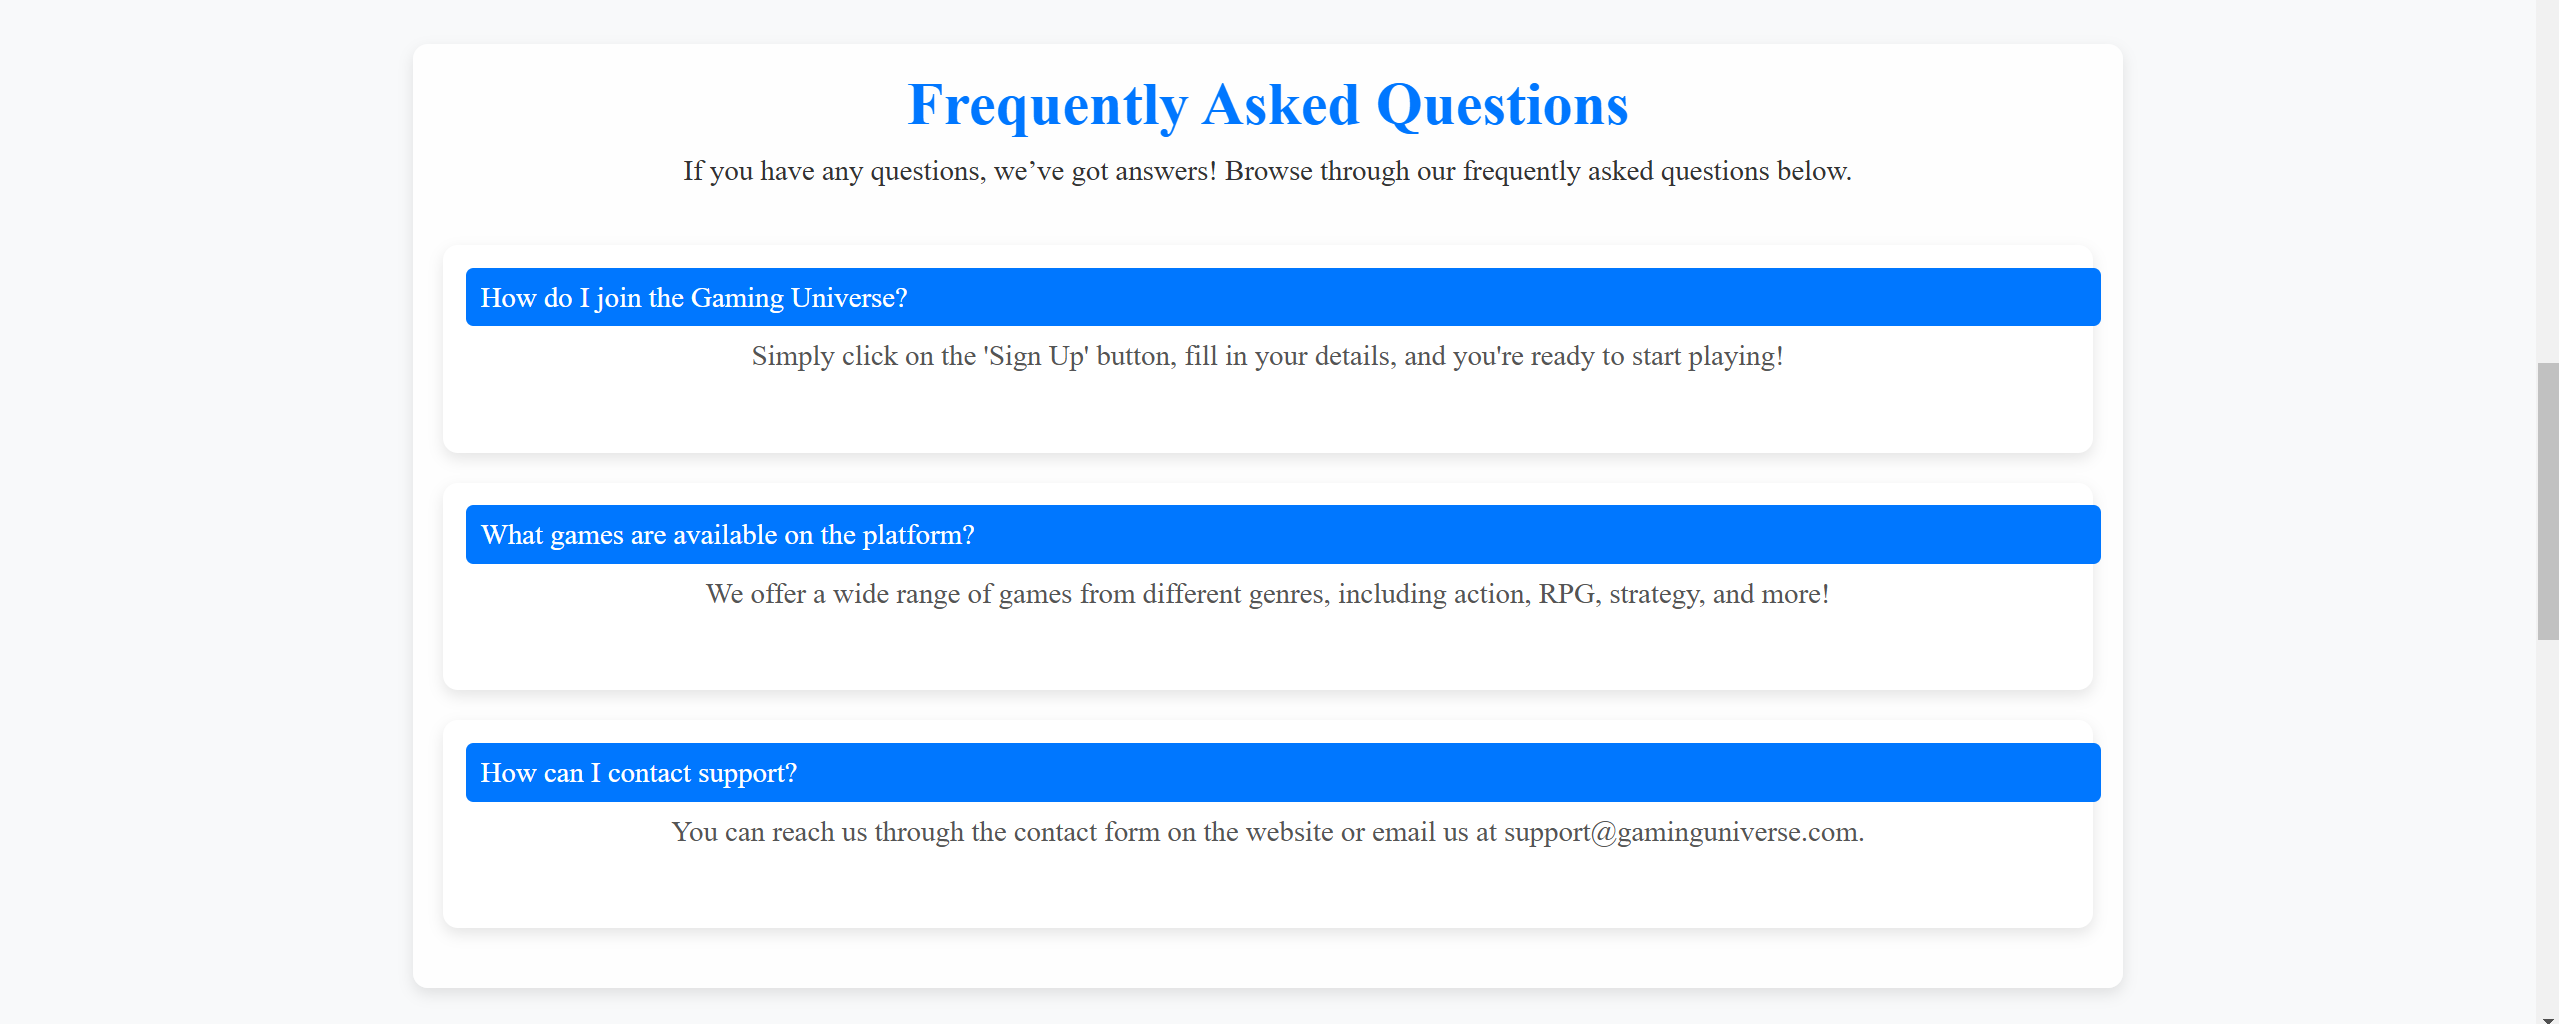 Frequently Asked Questions
If you have any questions, we’ve got answers! Browse through our frequently asked questions below.
How do I join the Gaming Universe?
Simply click on the 'Sign Up' button, fill in your details, and you're ready to start playing!
What games are available on the platform?
We offer a wide range of games from different genres, including action, RPG, strategy, and more!
How can I contact support?
You can reach us through the contact form on the website or email us at support@gaminguniverse.com.